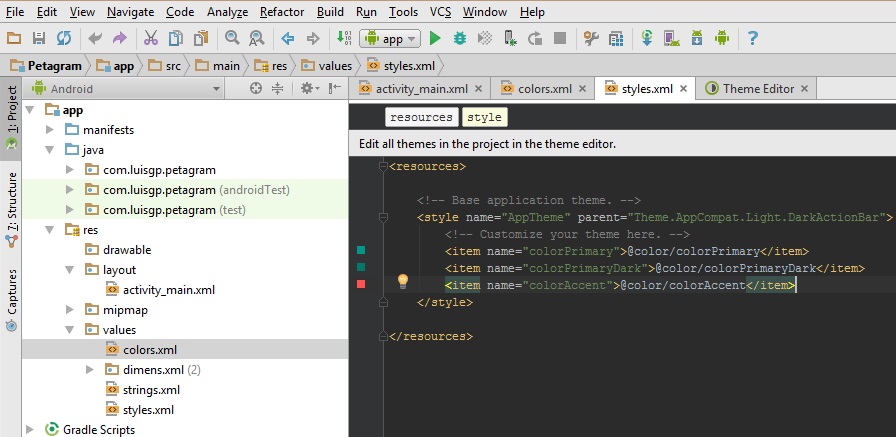 File Edit View Navigate Code Analyze Refactor Build Run Tools VCS Window Help
app
Petagram app src main res values styles.xml
1: Project
7: Structure
Captures
Android
app
manifests
java
com.luisgp.petagram
com.luisgp.petagram (androidTest)
com.luisgp.petagram (test)
res
drawable
layout
activity_main.xml
mipmap
values
colors.xml
dimens.xml (2)
strings.xml
styles.xml
Gradle Scripts
activity_main.xml colors.xml styles.xml Theme Editor
resources style
Edit all themes in the project in the theme editor.
<resources>
<!-- Base application theme. -->
<style name="AppTheme" parent="Theme.AppCompat.Light.DarkActionBar">
<!-- Customize your theme here. -->
<item name="colorPrimary">@color/colorPrimary</item>
<item name="colorPrimaryDark">@color/colorPrimaryDark</item>
<item name="colorAccent">@color/colorAccent</item>
</style>
</resources>